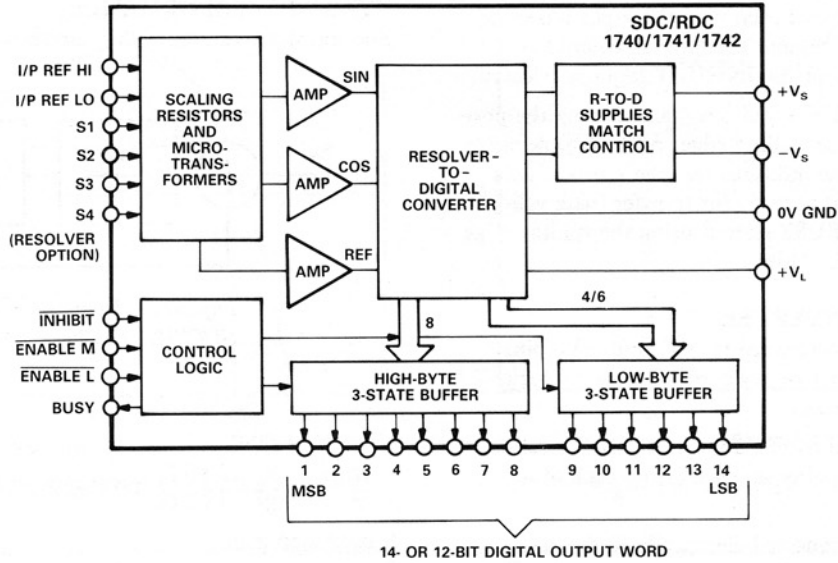 SDC/RDC
1740/1741/1742
I/P REF HI
I/P REF LO
S1
S2
S3
S4
(RESOLVER
OPTION)
SCALING
RESISTORS
AND
MICRO-
TRANS-
FORMERS
AMP
SIN
AMP
COS
AMP
REF
RESOLVER-
TO-
DIGITAL
CONVERTER
R-TO-D
SUPPLIES
MATCH
CONTROL
+VS
-VS
0V GND
+VL
INHIBIT
ENABLE M
ENABLE L
BUSY
CONTROL
LOGIC
8
4/6
HIGH-BYTE
3-STATE BUFFER
LOW-BYTE
3-STATE BUFFER
1 2 3 4 5 6 7 8 9 10 11 12 13 14
MSB LSB
14- OR 12-BIT DIGITAL OUTPUT WORD